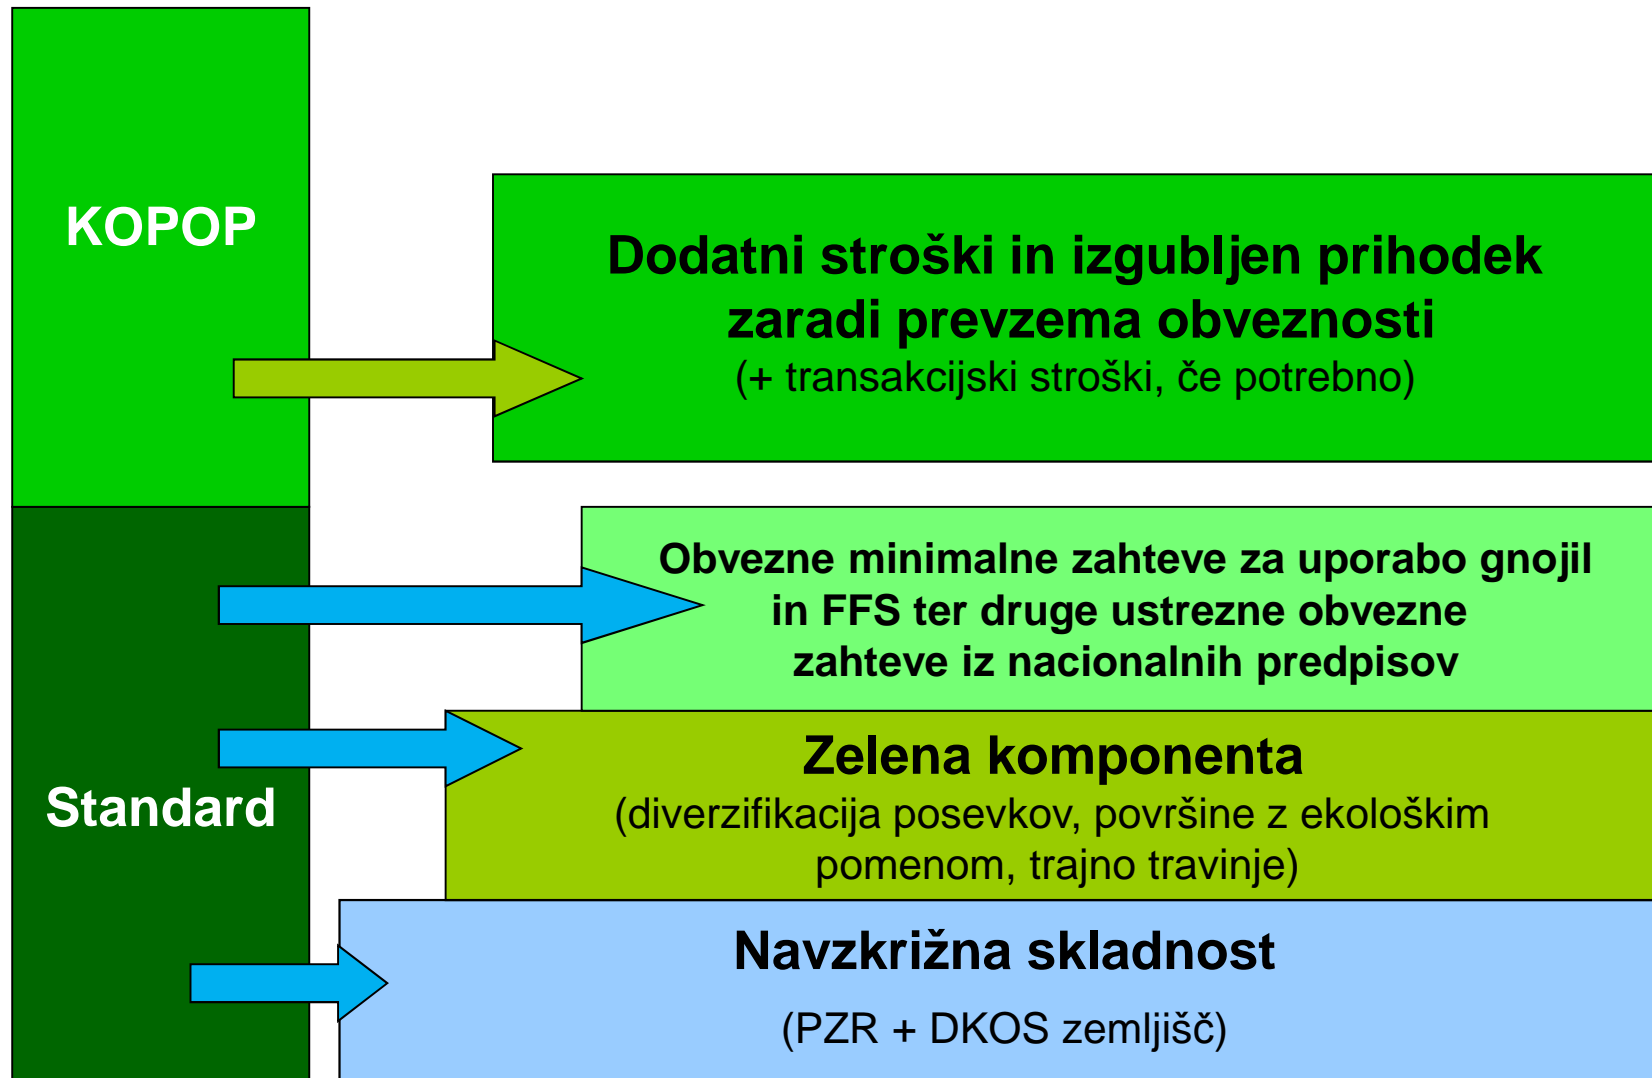 KOPOP
Dodatni stroški in izgubljen prihodek
zaradi prevzema obveznosti
(+ transakcijski stroški, če potrebno)
Obvezne minimalne zahteve za uporabo gnojil
in FFS ter druge ustrezne obvezne
zahteve iz nacionalnih predpisov
Standard
Zelena komponenta
(diverzifikacija posevkov, površine z ekološkim
pomenom, trajno travinje)
Navzkrižna skladnost
(PZR + DKOS zemljišč)